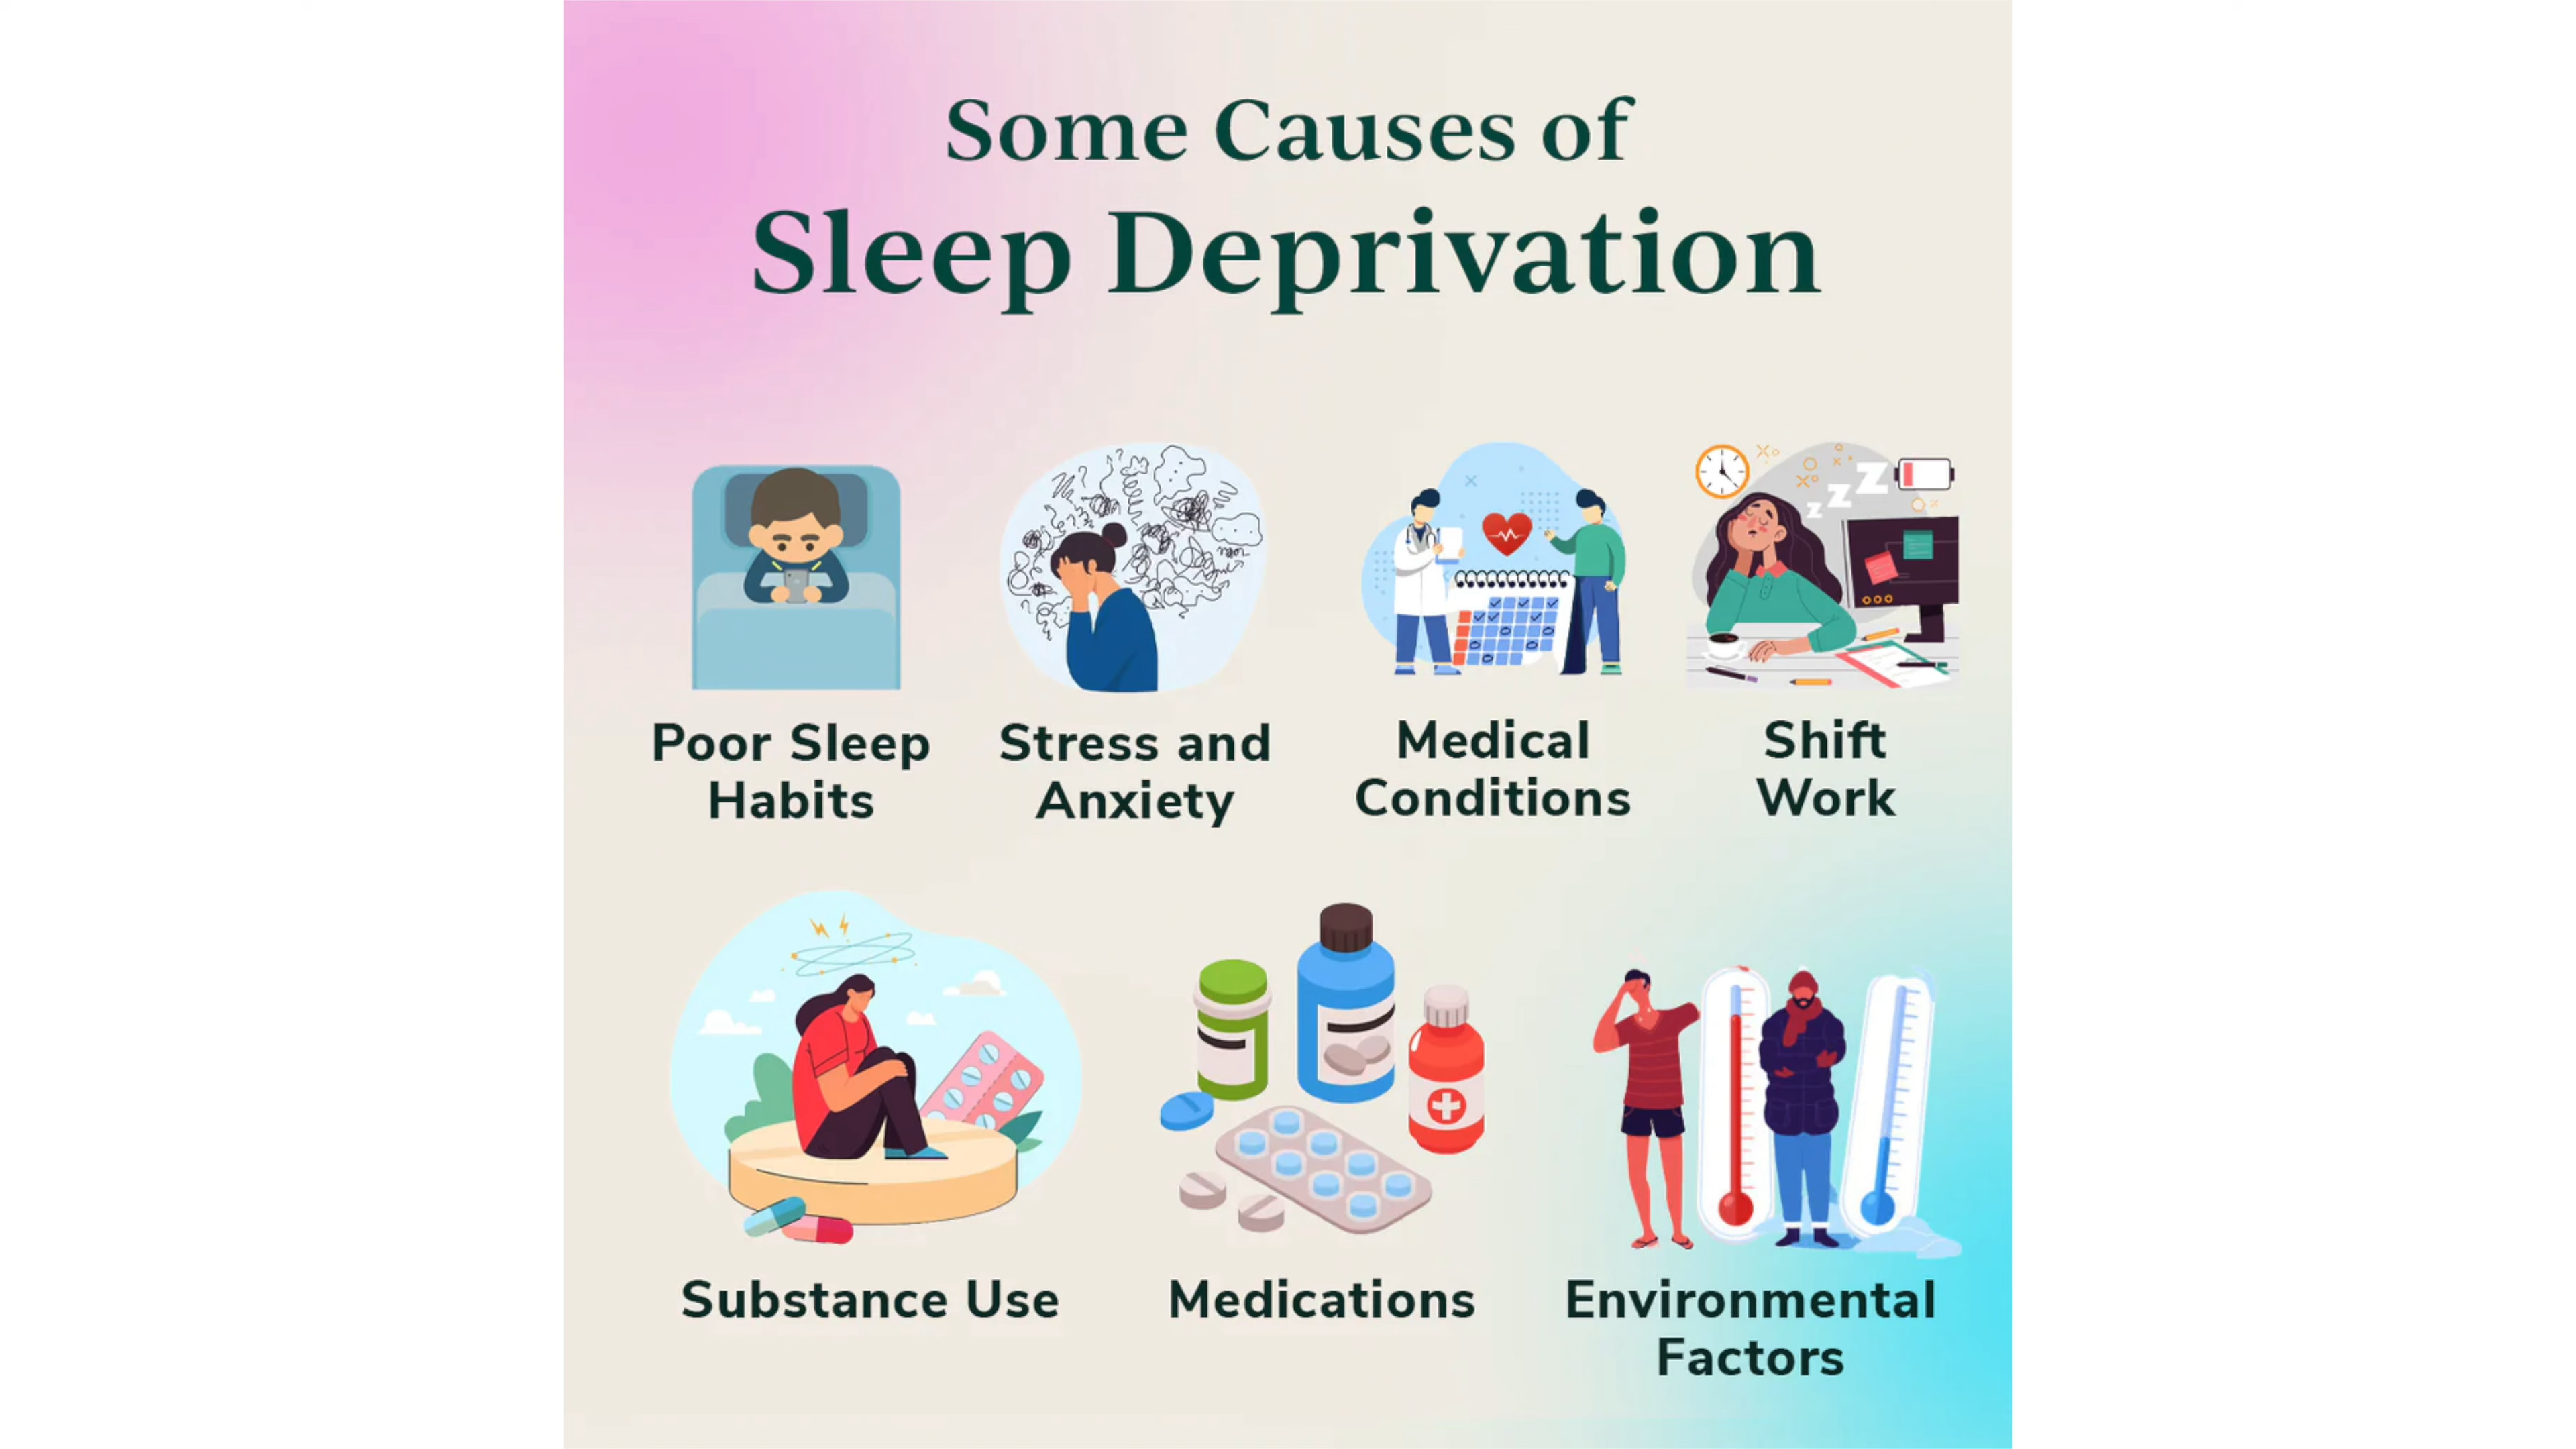 Some Causes of
Sleep Deprivation
z z Z
Poor Sleep
Habits
Stress and
Anxiety
Medical
Conditions
Shift
Work
Substance Use
Medications
Environmental
Factors